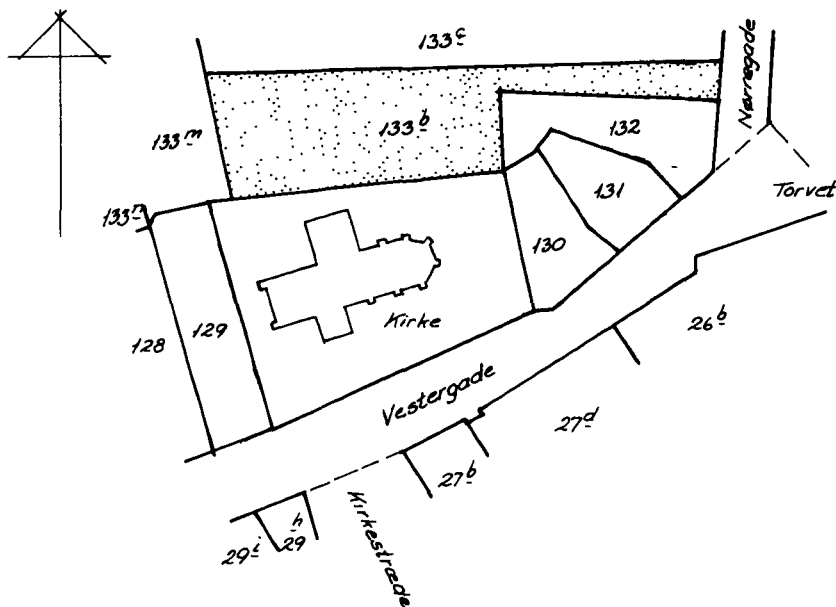 133c
Nørregade
133m
133b
132
131
Torvet
133n
130
Kirke
128
129
26b
Vestergade
27d
27b
Kirkestræde
29i
29h